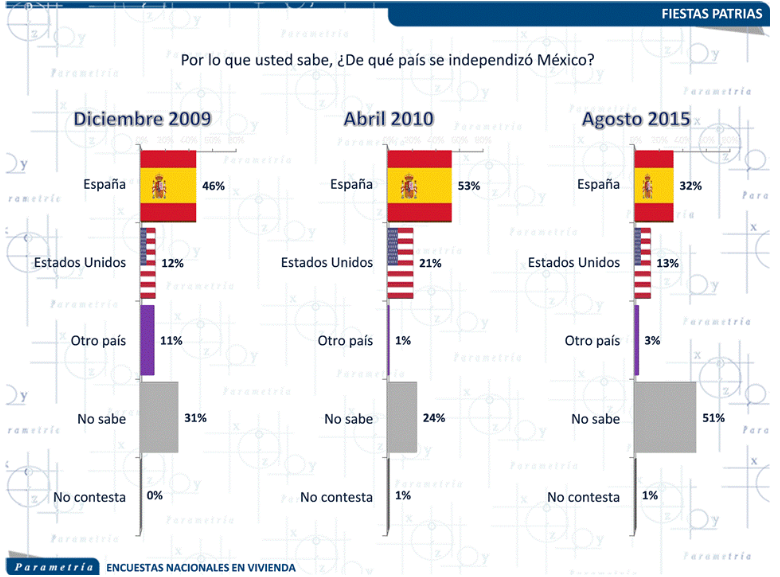 FIESTAS PATRIAS
Por lo que usted sabe, ¿De qué país se independizó México?
Diciembre 2009
Abril 2010
Agosto 2015
España 46%
España 53%
España 32%
Estados Unidos 12%
Estados Unidos 21%
Estados Unidos 13%
Otro país 11%
Otro país 1%
Otro país 3%
No sabe 31%
No sabe 24%
No sabe 51%
No contesta 0%
No contesta 1%
No contesta 1%
Parametría ENCUESTAS NACIONALES EN VIVIENDA